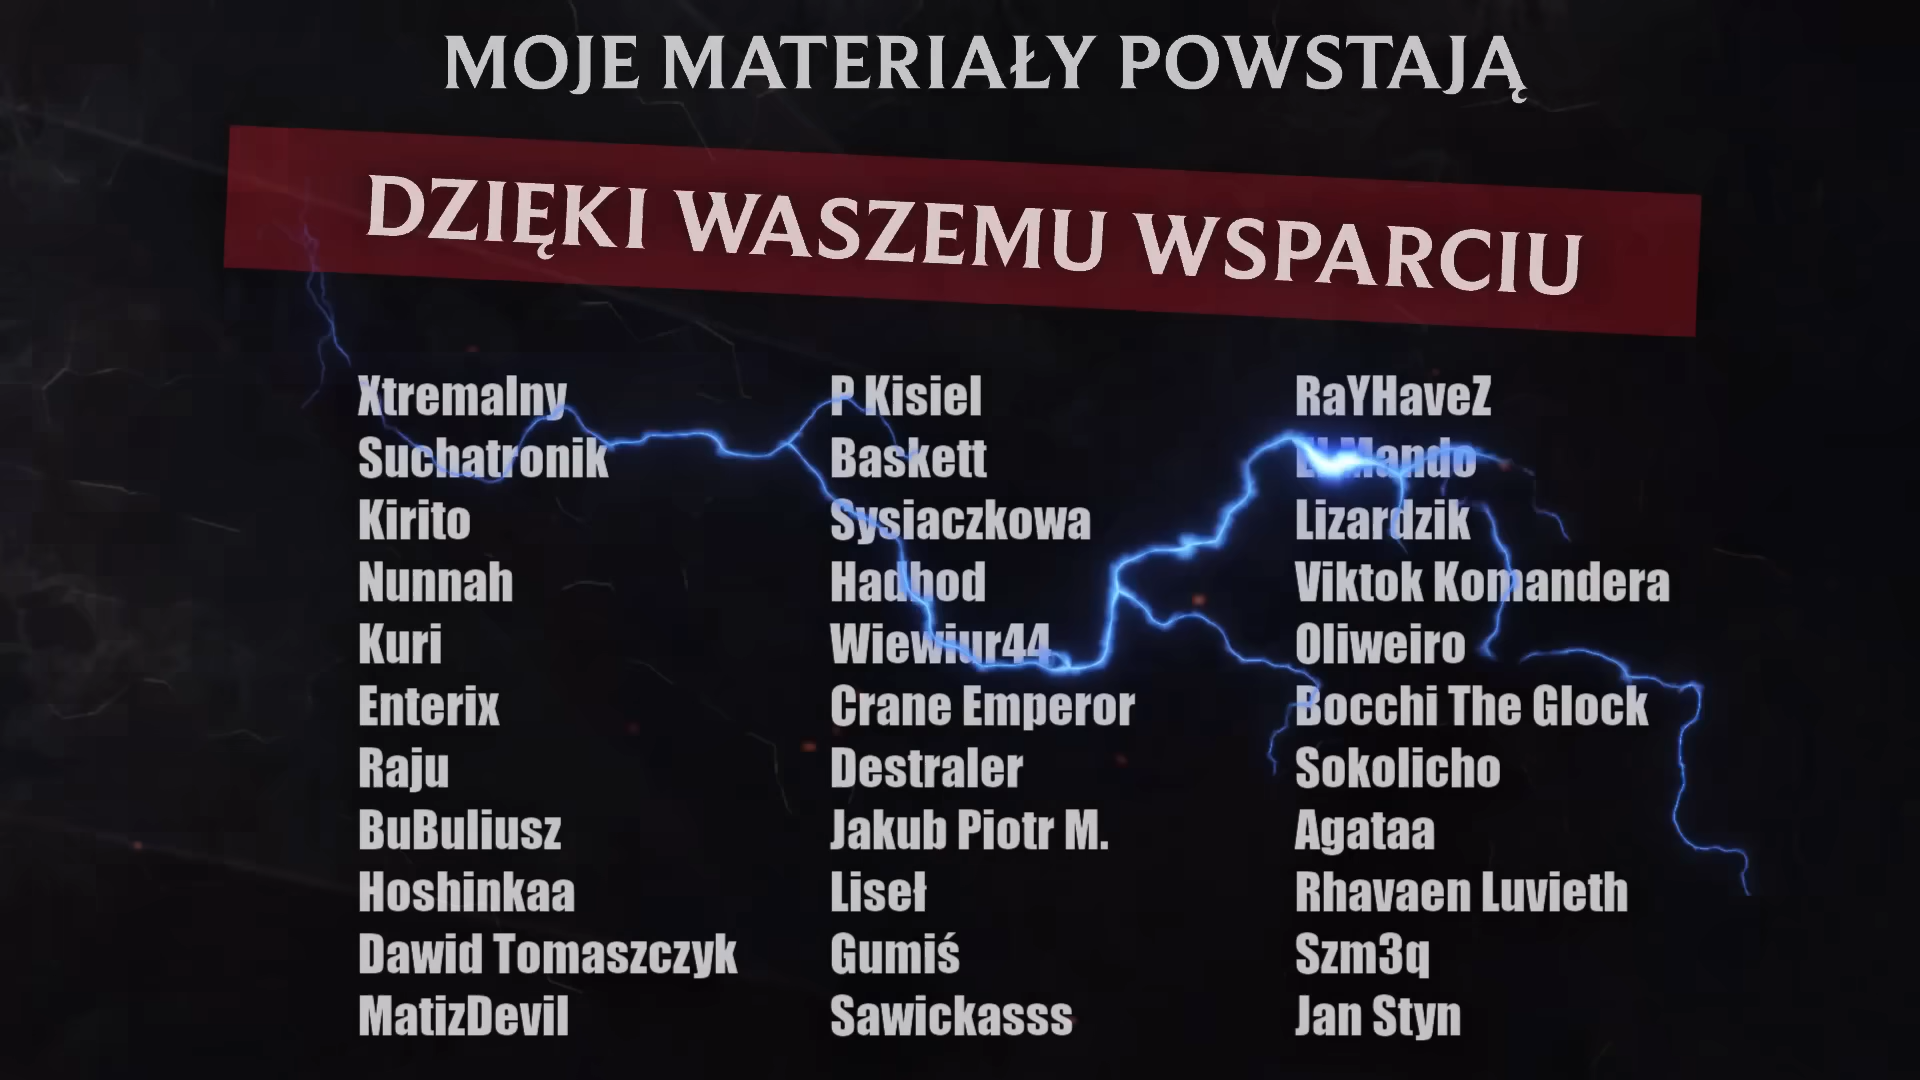 MOJE MATERIAŁY POWSTAJĄ
DZIĘKI WASZEMU WSPARCIU
Xtremalny
Suchatronik
Kirito
Nunnah
Kuri
Enterix
Raju
BuBuliusz
Hoshinkaa
Dawid Tomaszczyk
MatizDevil
P Kisiel
Baskett
Sysiaczkowa
Hadhod
Wiewiur44
Crane Emperor
Destraler
Jakub Piotr M.
Liseł
Gumiś
Sawickasss
RaYHaveZ
El Mando
Lizardzik
Viktok Komandera
Oliweiro
Bocchi The Glock
Sokolicho
Agataa
Rhavaen Luvieth
Szm3q
Jan Styn